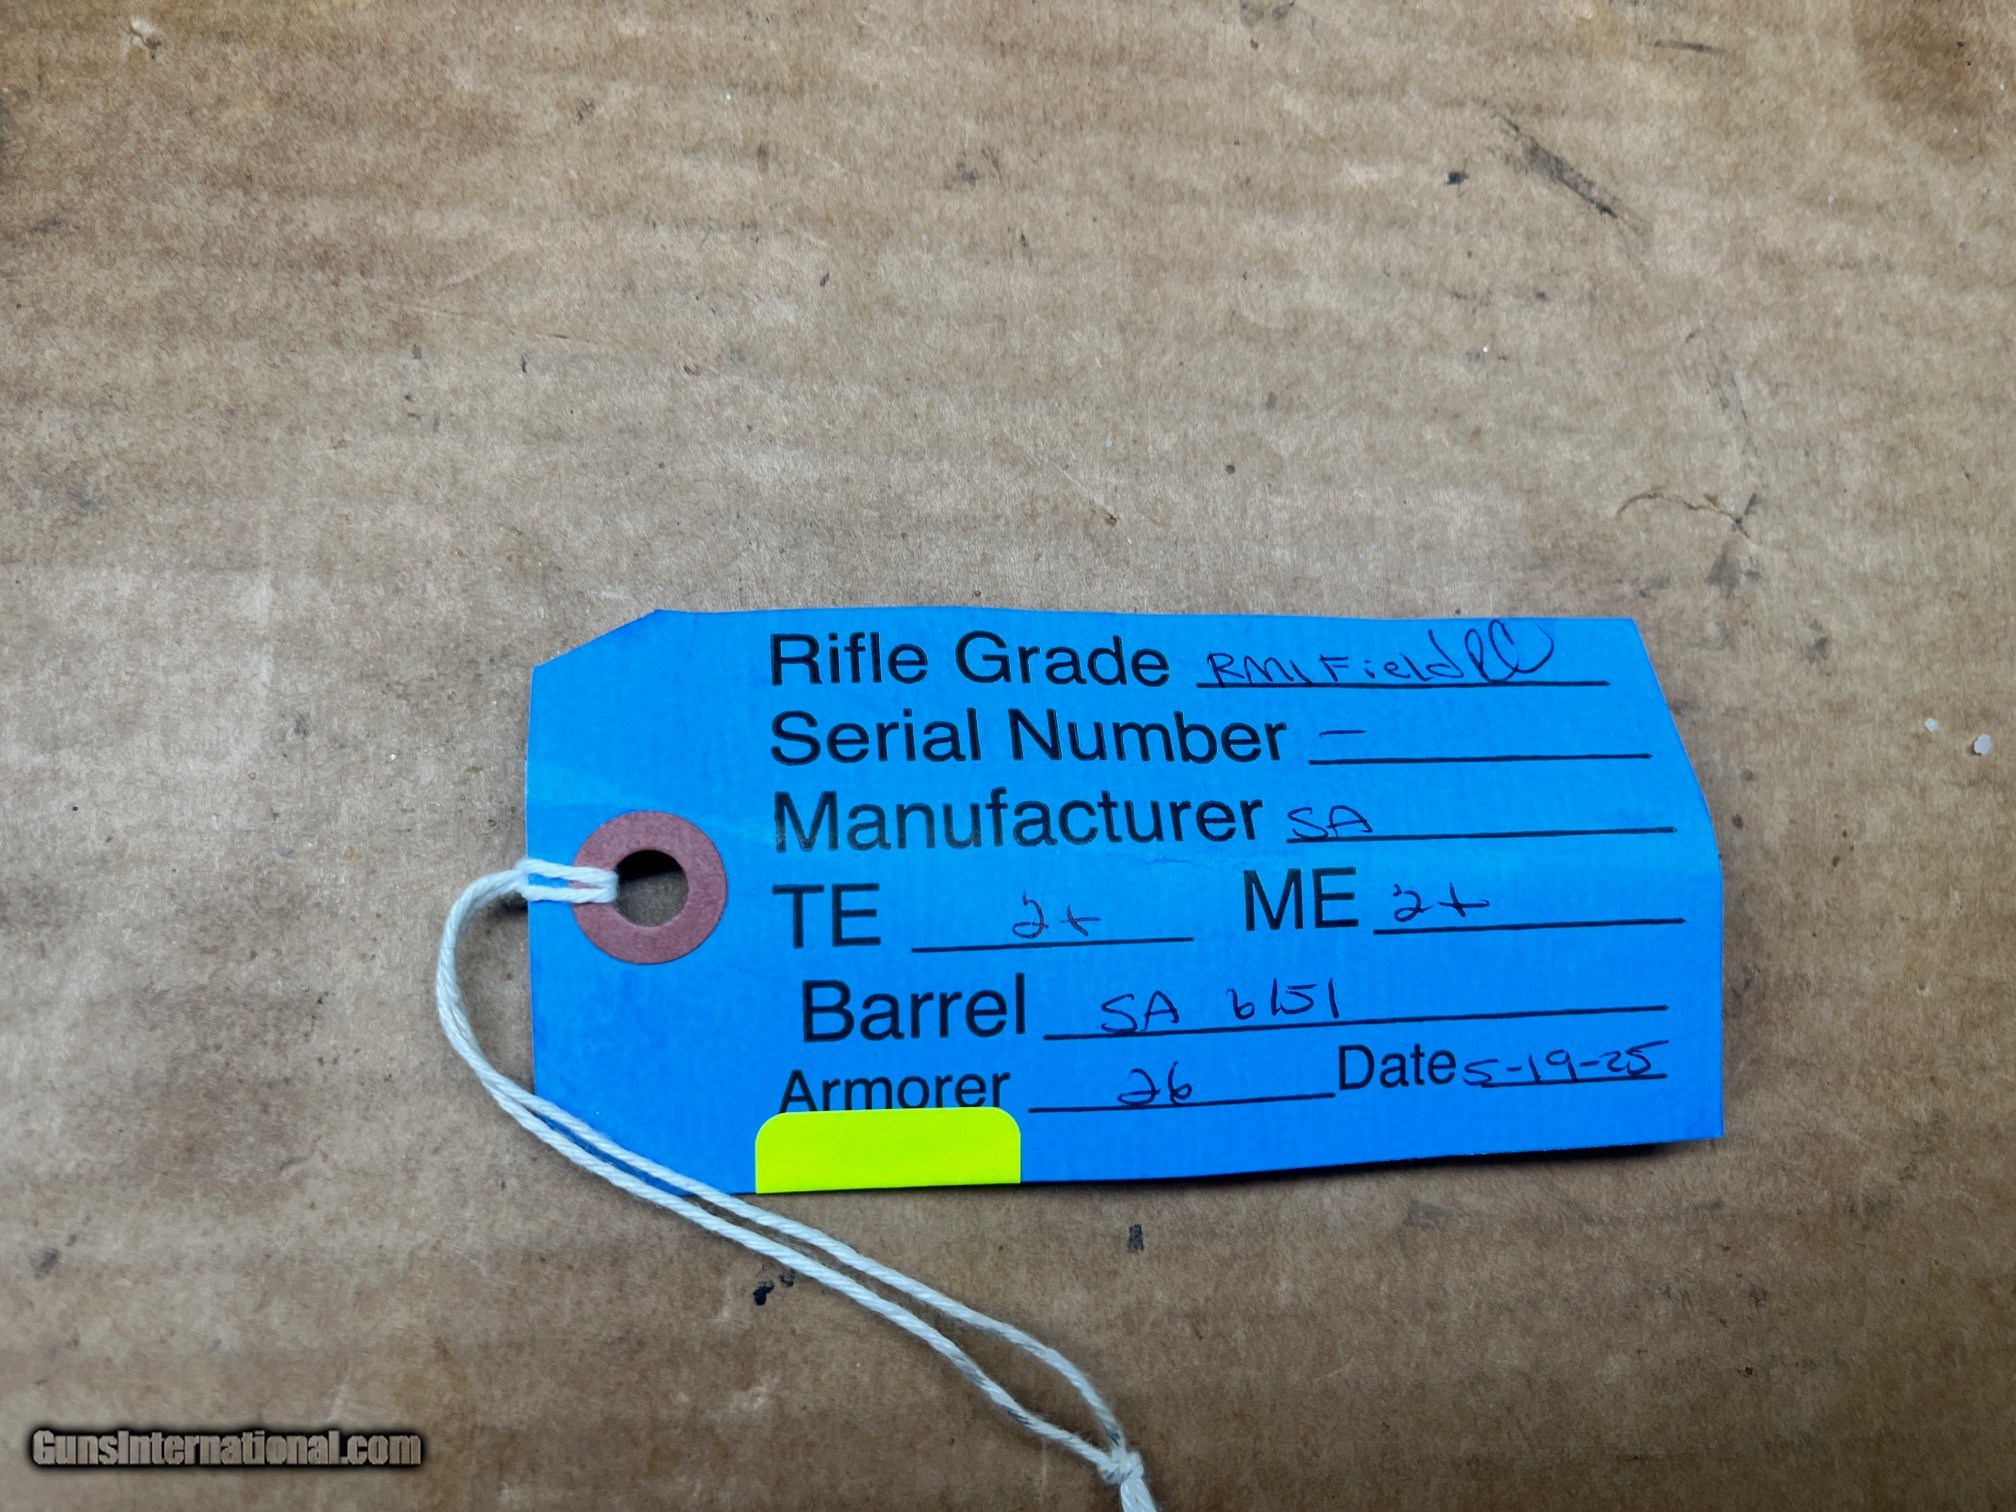 Rifle Grade RM1 Field
Serial Number –
Manufacturer SA
TE 2+ ME 2+
Barrel SA 6151
Armorer 26 Date 5-19-25
GunsInternational.com